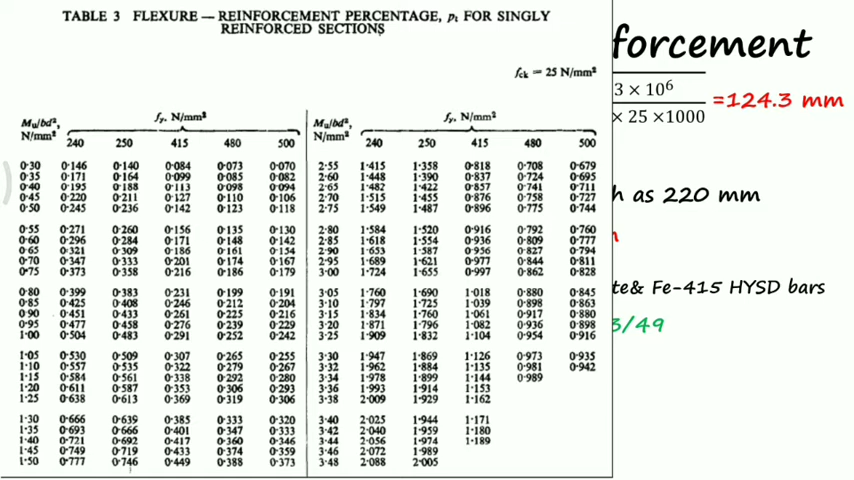 TABLE 3 FLEXURE — REINFORCEMENT PERCENTAGE, pt FOR SINGLY
REINFORCED SECTIONS
fck = 25 N/mm²
Mu/bd², N/mm² fy, N/mm² Mu/bd², N/mm² fy, N/mm²
240 250 415 480 500 240 250 415 480 500
0·30 0·146 0·140 0·084 0·073 0·070 2·55 1·415 1·358 0·818 0·708 0·679
0·35 0·171 0·164 0·099 0·085 0·082 2·60 1·448 1·390 0·837 0·724 0·695
0·40 0·195 0·188 0·113 0·098 0·094 2·65 1·482 1·422 0·857 0·741 0·711
0·45 0·220 0·211 0·127 0·110 0·106 2·70 1·515 1·455 0·876 0·758 0·727
0·50 0·245 0·236 0·142 0·123 0·118 2·75 1·549 1·487 0·896 0·775 0·744
0·55 0·271 0·260 0·156 0·135 0·130 2·80 1·584 1·520 0·916 0·792 0·760
0·60 0·296 0·284 0·171 0·148 0·142 2·85 1·618 1·554 0·936 0·809 0·777
0·65 0·321 0·309 0·186 0·161 0·154 2·90 1·653 1·587 0·956 0·827 0·794
0·70 0·347 0·333 0·201 0·174 0·167 2·95 1·689 1·621 0·977 0·844 0·811
0·75 0·373 0·358 0·216 0·186 0·179 3·00 1·724 1·655 0·997 0·862 0·828
0·80 0·399 0·383 0·231 0·199 0·191 3·05 1·760 1·690 1·018 0·880 0·845
0·85 0·425 0·408 0·246 0·212 0·204 3·10 1·797 1·725 1·039 0·898 0·863
0·90 0·451 0·433 0·261 0·225 0·216 3·15 1·834 1·760 1·061 0·917 0·880
0·95 0·477 0·458 0·276 0·239 0·229 3·20 1·871 1·796 1·082 0·936 0·898
1·00 0·504 0·483 0·291 0·252 0·242 3·25 1·909 1·832 1·104 0·954 0·916
1·05 0·530 0·509 0·307 0·265 0·255 3·30 1·947 1·869 1·126 0·973 0·935
1·10 0·557 0·535 0·322 0·279 0·267 3·32 1·962 1·884 1·135 0·981 0·942
1·15 0·584 0·561 0·338 0·292 0·280 3·34 1·978 1·899 1·144 0·989
1·20 0·611 0·587 0·353 0·306 0·293 3·36 1·993 1·914 1·153
1·25 0·638 0·613 0·369 0·319 0·306 3·38 2·009 1·929 1·162
1·30 0·666 0·639 0·385 0·333 0·320 3·40 2·025 1·944 1·171
1·35 0·693 0·666 0·401 0·347 0·333 3·42 2·040 1·959 1·180
1·40 0·721 0·692 0·417 0·360 0·346 3·44 2·056 1·974 1·189
1·45 0·749 0·719 0·433 0·374 0·359 3·46 2·072 1·989
1·50 0·777 0·746 0·449 0·388 0·373 3·48 2·088 2·005
forcement
3 × 10⁶
× 25 ×1000
=124.3 mm
h as 220 mm
te& Fe-415 HYSD bars
3/49